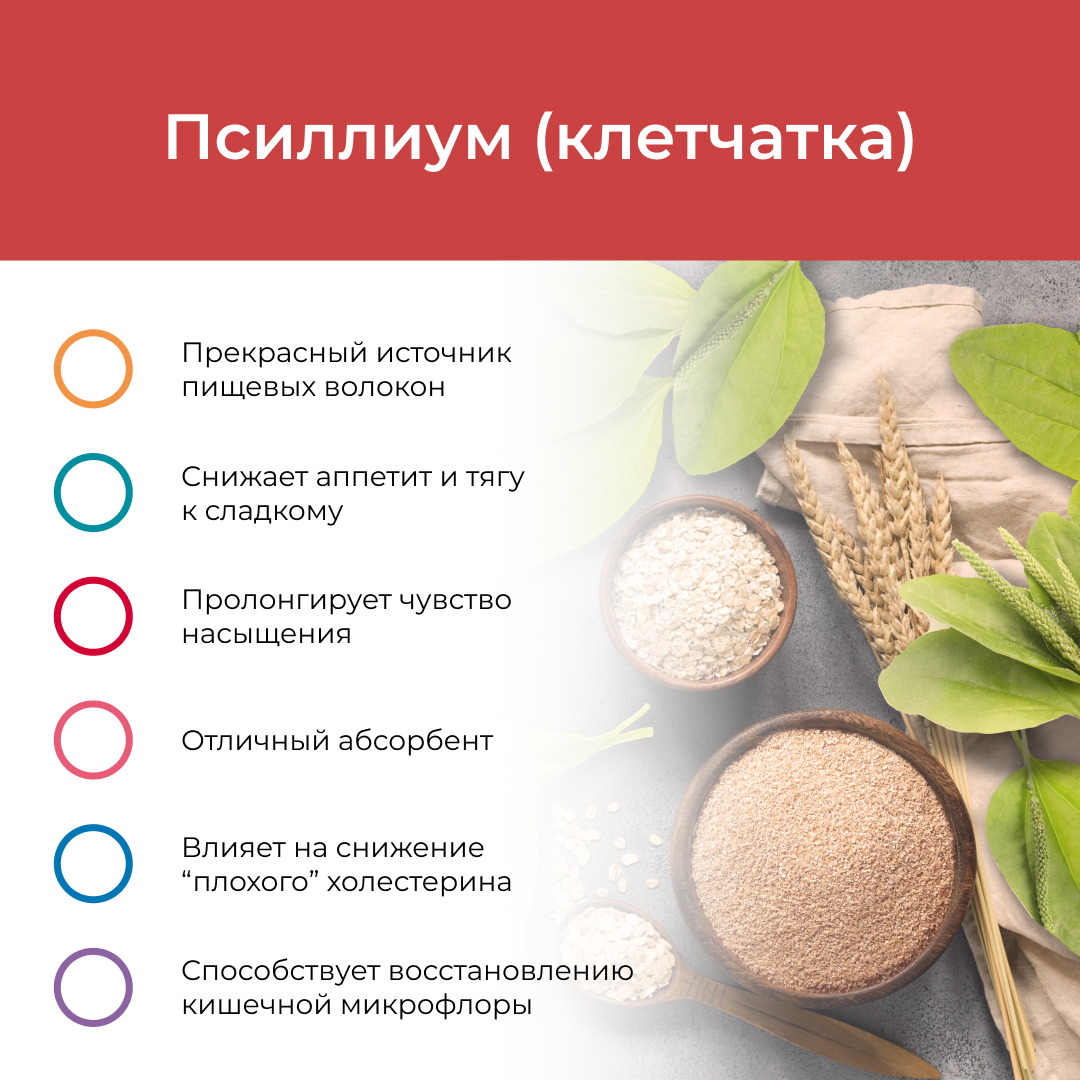 Псиллиум (клетчатка)
Прекрасный источник
пищевых волокон
Снижает аппетит и тягу
к сладкому
Пролонгирует чувство
насыщения
Отличный абсорбент
Влияет на снижение
“плохого” холестерина
Способствует восстановлению
кишечной микрофлоры